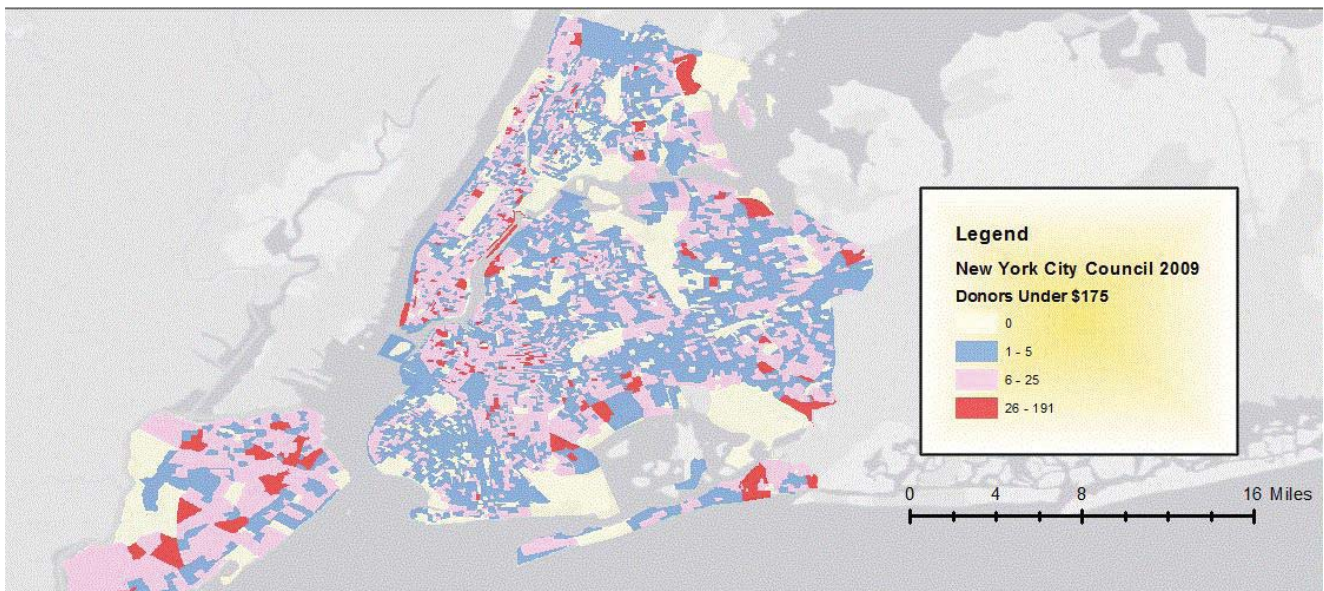 Legend
New York City Council 2009
Donors Under $175
0
1 - 5
6 - 25
26 - 191
0 4 8 16 Miles